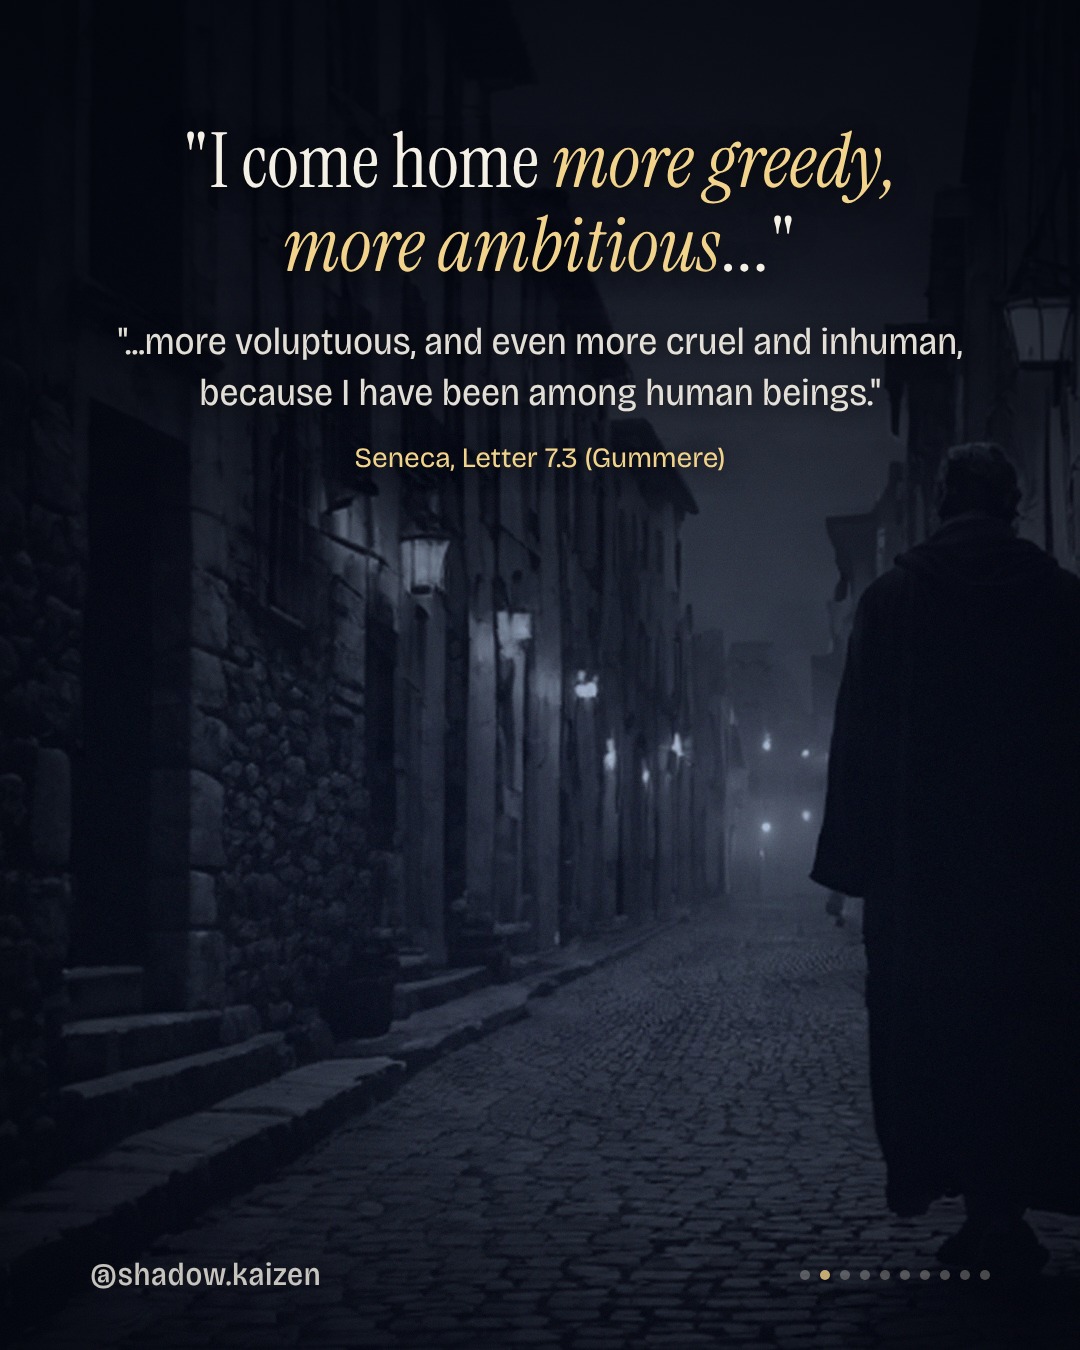 "I come home more greedy,
more ambitious..."
"...more voluptuous, and even more cruel and inhuman,
because I have been among human beings."
Seneca, Letter 7.3 (Gummere)
@shadow.kaizen